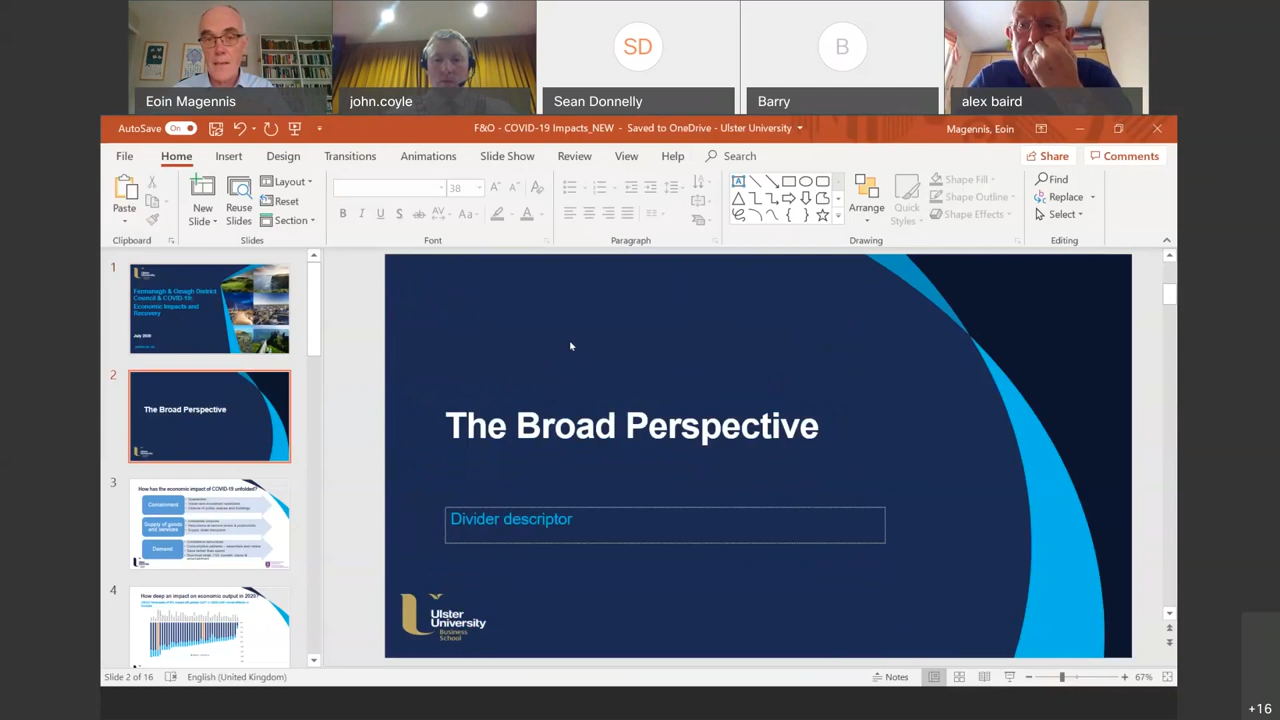 SD
B
Eoin Magennis
john.coyle
Sean Donnelly
Barry
alex baird
AutoSave On
F&O - COVID-19 Impacts_NEW - Saved to OneDrive - Ulster University
Magennis, Eoin
File Home Insert Design Transitions Animations Slide Show Review View Help Search
Share Comments
Paste
New Slide
Reuse Slides
Layout
Reset
Section
38
Arrange
Quick Styles
Shape Fill
Shape Outline
Shape Effects
Find
Replace
Select
Clipboard Slides Font Paragraph Drawing Editing
1
Fermanagh & Omagh District
Council & COVID-19:
Economic Impacts and
Recovery
July 2020
2
The Broad Perspective
3
How has the economic impact of COVID-19 unfolded?
Containment
Supply of goods
and services
Demand
4
How deep an impact on economic output in 2020?
The Broad Perspective
Divider descriptor
Ulster
University
Business
School
Slide 2 of 16
English (United Kingdom)
Notes
67%
+16